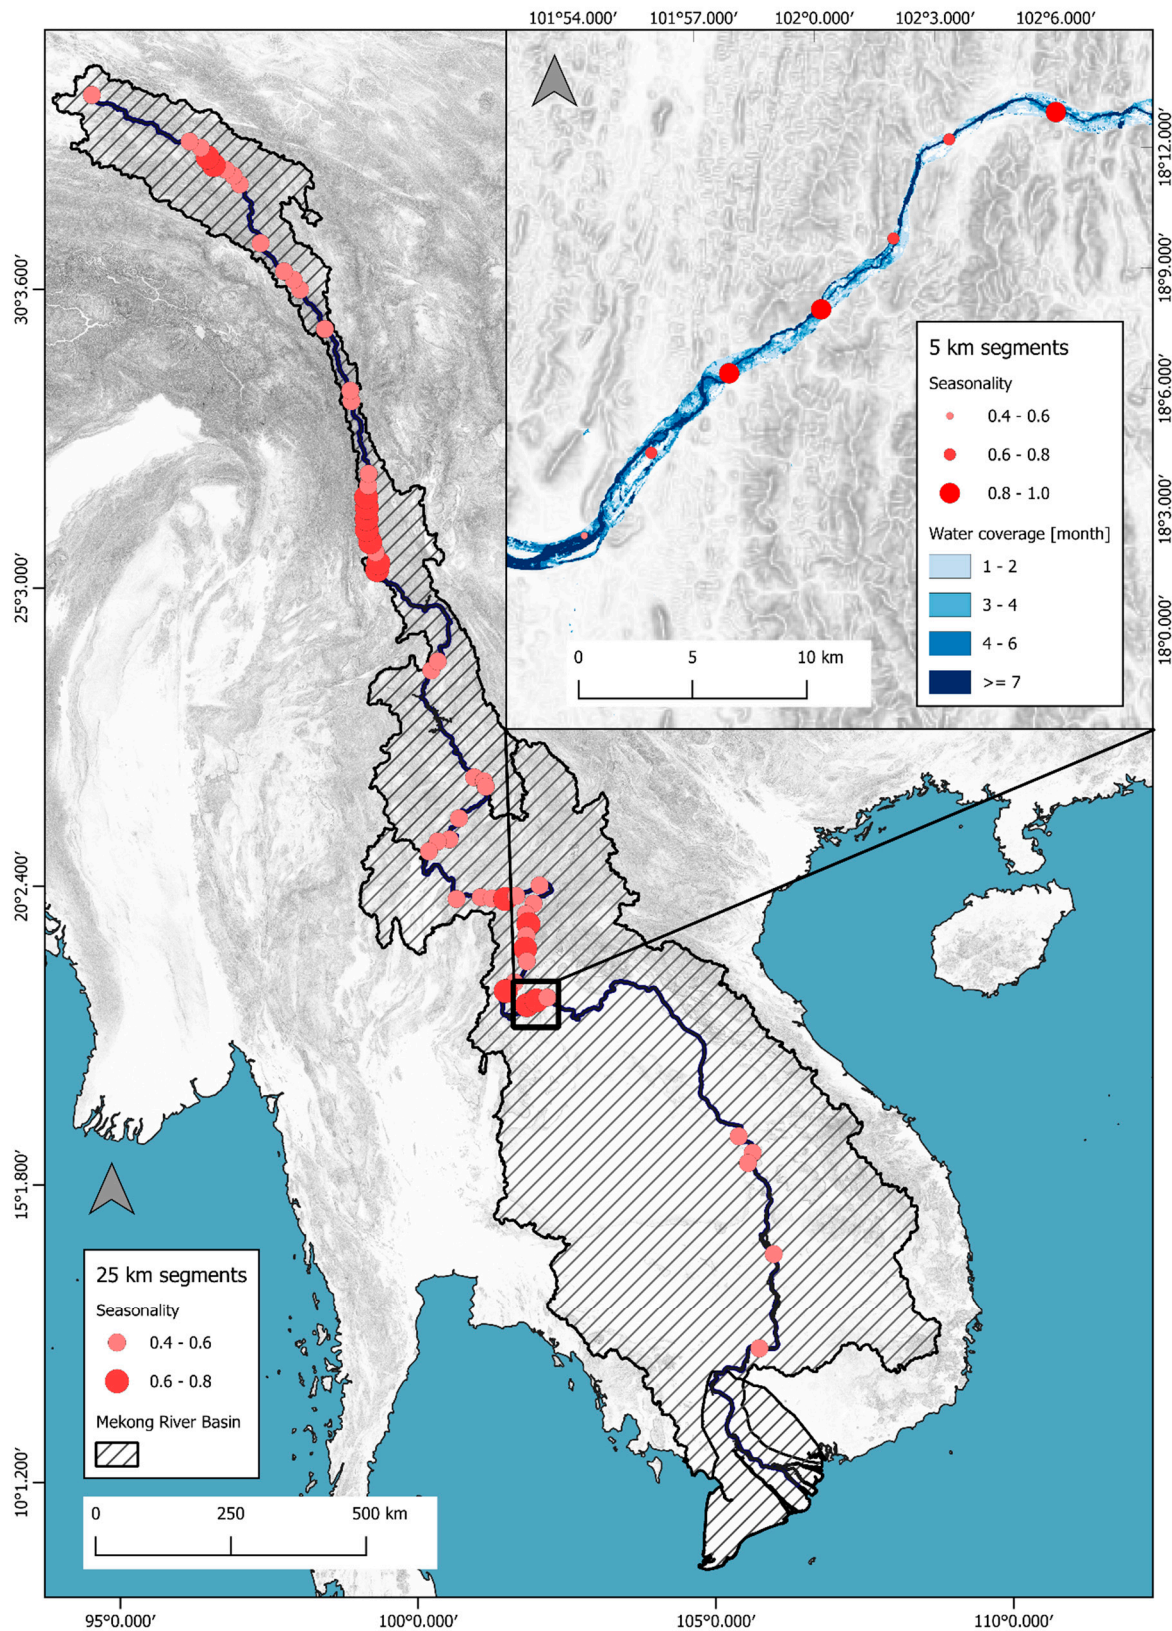 101°54.000′ 101°57.000′ 102°0.000′ 102°3.000′ 102°6.000′
18°12.000′
18°9.000′
18°6.000′
18°3.000′
18°0.000′
5 km segments
Seasonality
0.4 - 0.6
0.6 - 0.8
0.8 - 1.0
Water coverage [month]
1 - 2
3 - 4
4 - 6
>= 7
0 5 10 km
30°3.600′
25°3.000′
20°2.400′
15°1.800′
10°1.200′
25 km segments
Seasonality
0.4 - 0.6
0.6 - 0.8
Mekong River Basin
0 250 500 km
95°0.000′ 100°0.000′ 105°0.000′ 110°0.000′